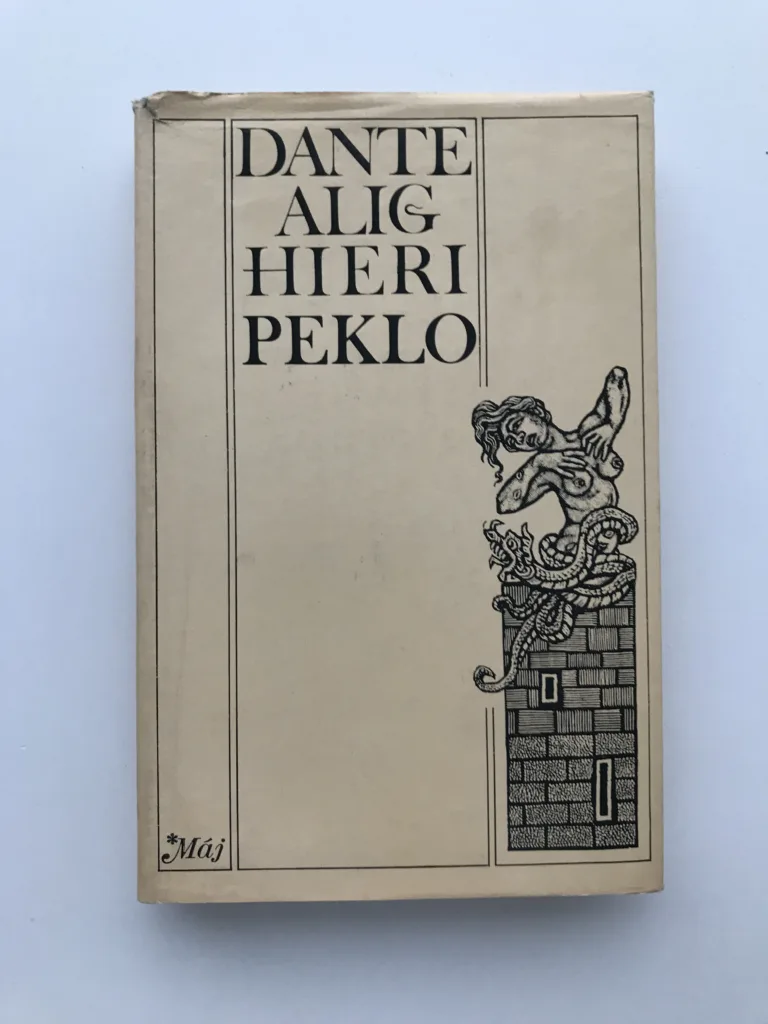 DANTE
ALIG
HIERI
PEKLO
*Máj